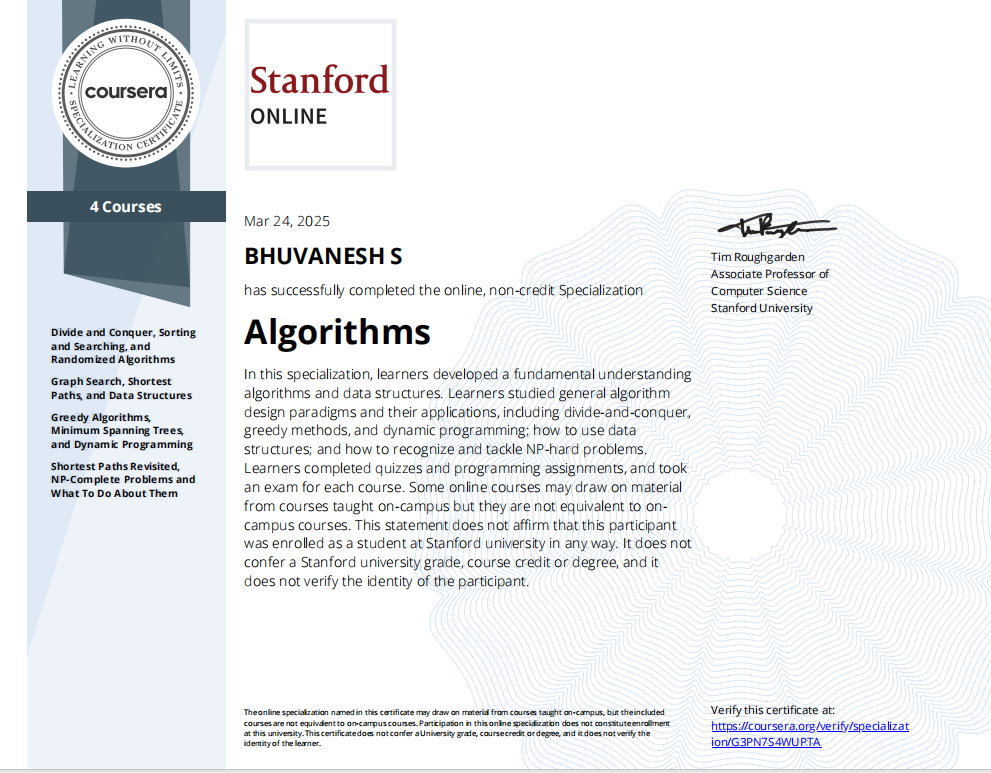 LEARNING WITHOUT LIMITS
coursera
SPECIALIZATION CERTIFICATE
4 Courses
Divide and Conquer, Sorting
and Searching, and
Randomized Algorithms
Graph Search, Shortest
Paths, and Data Structures
Greedy Algorithms,
Minimum Spanning Trees,
and Dynamic Programming
Shortest Paths Revisited,
NP-Complete Problems and
What To Do About Them
Stanford
ONLINE
Mar 24, 2025
BHUVANESH S
has successfully completed the online, non-credit Specialization
Algorithms
In this specialization, learners developed a fundamental understanding
algorithms and data structures. Learners studied general algorithm
design paradigms and their applications, including divide-and-conquer,
greedy methods, and dynamic programming; how to use data
structures; and how to recognize and tackle NP-hard problems.
Learners completed quizzes and programming assignments, and took
an exam for each course. Some online courses may draw on material
from courses taught on-campus but they are not equivalent to on-
campus courses. This statement does not affirm that this participant
was enrolled as a student at Stanford university in any way. It does not
confer a Stanford university grade, course credit or degree, and it
does not verify the identity of the participant.
Tim Roughgarden
Associate Professor of
Computer Science
Stanford University
The online specialization named in this certificate may draw on material from courses taught on-campus, but the included
courses are not equivalent to on-campus courses. Participation in this online specialization does not constitute enrollment
at this university. This certificate does not confer a University grade, course credit or degree, and it does not verify the
identity of the learner.
Verify this certificate at:
https://coursera.org/verify/specializat
ion/G3PN7S4WUPTA